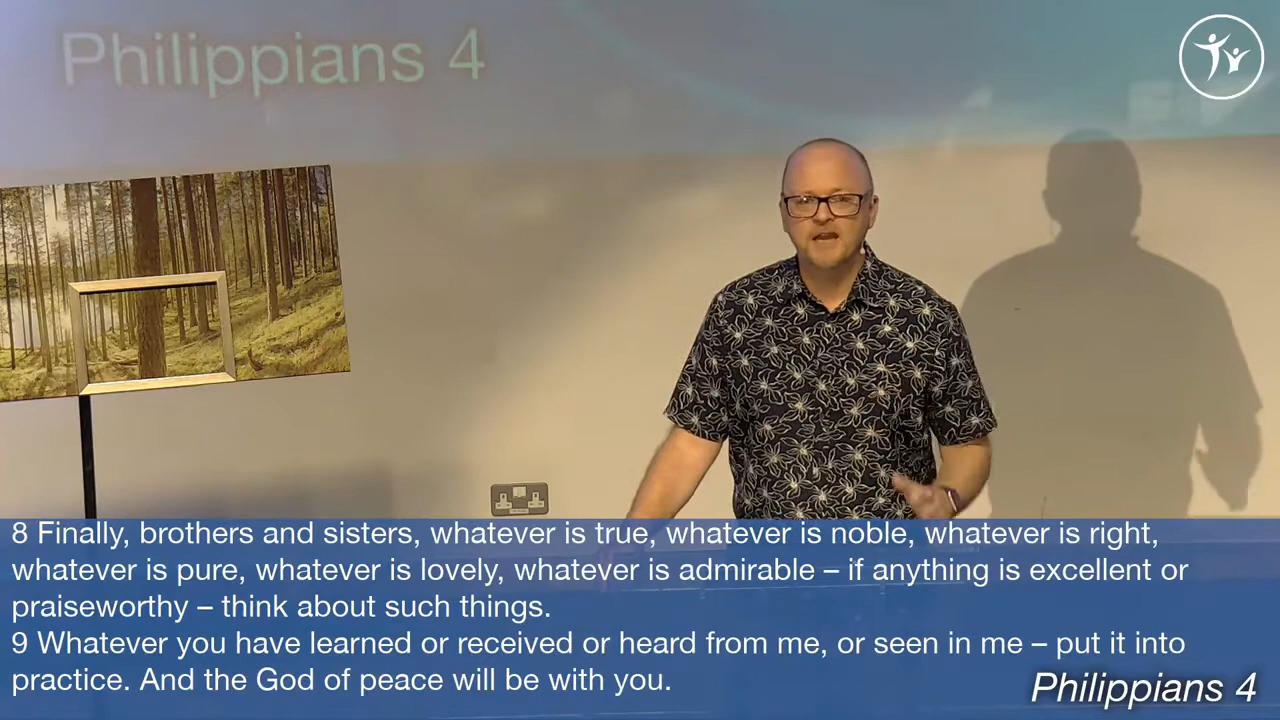 Philippians 4
8 Finally, brothers and sisters, whatever is true, whatever is noble, whatever is right,
whatever is pure, whatever is lovely, whatever is admirable – if anything is excellent or
praiseworthy – think about such things.
9 Whatever you have learned or received or heard from me, or seen in me – put it into
practice. And the God of peace will be with you.
Philippians 4